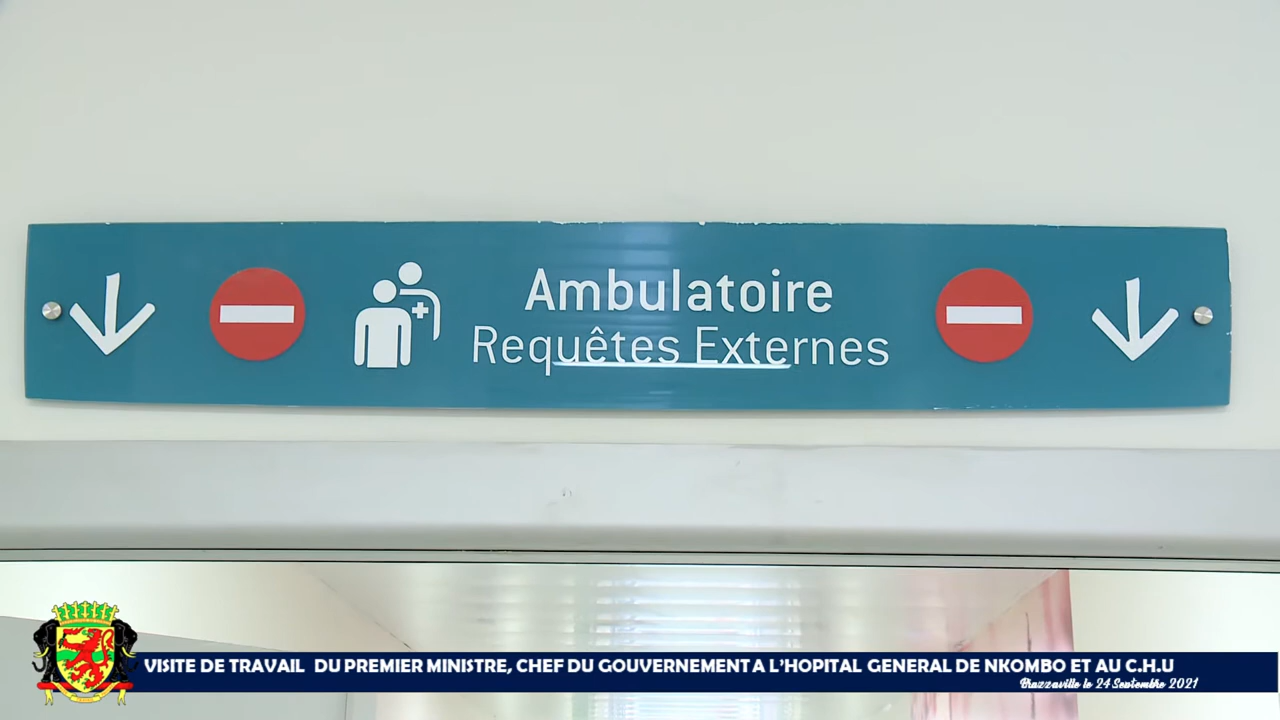 Ambulatoire
Requêtes Externes
VISITE DE TRAVAIL DU PREMIER MINISTRE, CHEF DU GOUVERNEMENT A L'HOPITAL GENERAL DE NKOMBO ET AU C.H.U
Brazzaville le 24 Septembre 2021